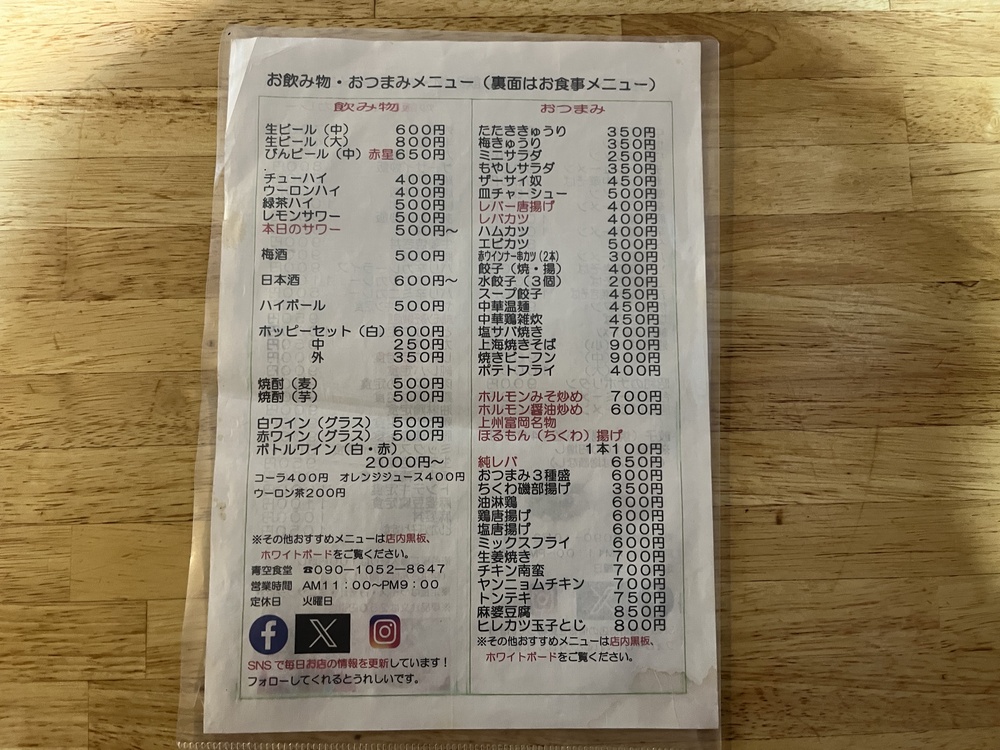 お飲み物・おつまみメニュー（裏面はお食事メニュー）
飲み物
生ビール（中） 600円
生ビール（大） 800円
びんビール（中）赤星650円
チューハイ 400円
ウーロンハイ 400円
緑茶ハイ 500円
レモンサワー 500円
本日のサワー 500円～
梅酒 500円
日本酒 600円～
ハイボール 500円
ホッピーセット（白）600円
中 250円
外 350円
焼酎（麦） 500円
焼酎（芋） 500円
白ワイン（グラス） 500円
赤ワイン（グラス） 500円
ボトルワイン（白・赤）
2000円～
コーラ400円 オレンジジュース400円
ウーロン茶200円
※その他おすすめメニューは店内黒板、
ホワイトボードをご覧ください。
青空食堂 ☎090－1052－8647
営業時間 AM11：00～PM9：00
定休日 火曜日
SNSで毎日お店の情報を更新しています！
フォローしてくれるとうれしいです。
おつまみ
たたききゅうり 350円
梅きゅうり 350円
ミニサラダ 250円
もやしサラダ 350円
ザーサイ奴 450円
皿チャーシュー 500円
レバー唐揚げ 400円
レバカツ 400円
ハムカツ 400円
エビカツ 500円
赤ウインナー串カツ（2本） 300円
餃子（焼・揚） 400円
水餃子（3個） 200円
スープ餃子 450円
中華温麺 450円
中華鶏雑炊 450円
塩サバ焼き 700円
上海焼きそば 900円
焼きビーフン 900円
ポテトフライ 400円
ホルモンみそ炒め 700円
ホルモン醤油炒め 600円
上州富岡名物
ほるもん（ちくわ）揚げ
1本100円
純レバ 650円
おつまみ3種盛 600円
ちくわ磯部揚げ 350円
油淋鶏 600円
鶏唐揚げ 600円
塩唐揚げ 600円
ミックスフライ 600円
生姜焼き 700円
チキン南蛮 700円
ヤンニョムチキン 700円
トンテキ 750円
麻婆豆腐 850円
ヒレカツ玉子とじ 800円
※その他おすすめメニューは店内黒板、
ホワイトボードをご覧ください。